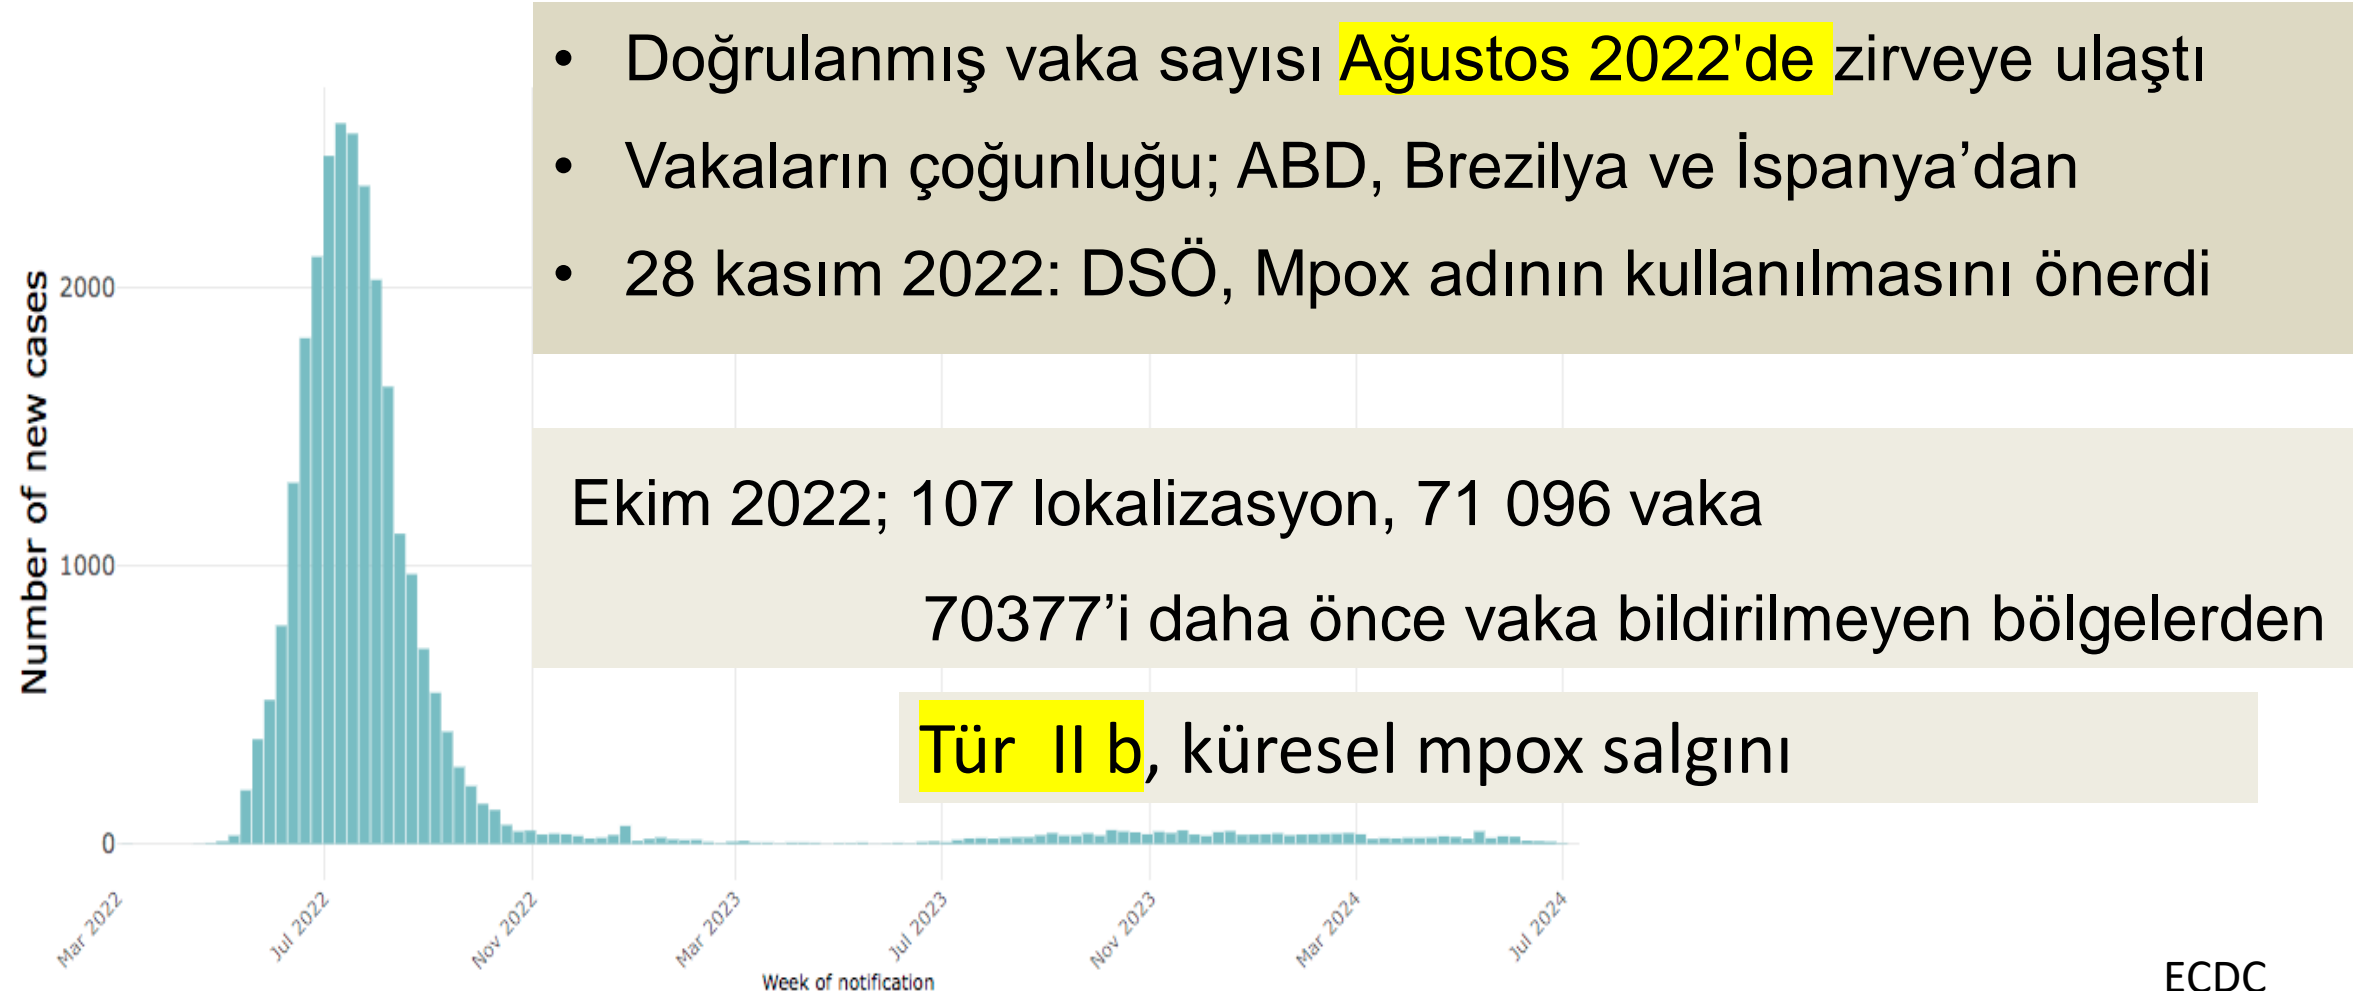 • Doğrulanmış vaka sayısı Ağustos 2022'de zirveye ulaştı
• Vakaların çoğunluğu; ABD, Brezilya ve İspanya’dan
• 28 kasım 2022: DSÖ, Mpox adının kullanılmasını önerdi
Ekim 2022; 107 lokalizasyon, 71 096 vaka
70377’i daha önce vaka bildirilmeyen bölgelerden
Tür II b, küresel mpox salgını
Number of new cases
2000
1000
0
Mar 2022
Jul 2022
Nov 2022
Mar 2023
Jul 2023
Nov 2023
Mar 2024
Jul 2024
Week of notification
ECDC